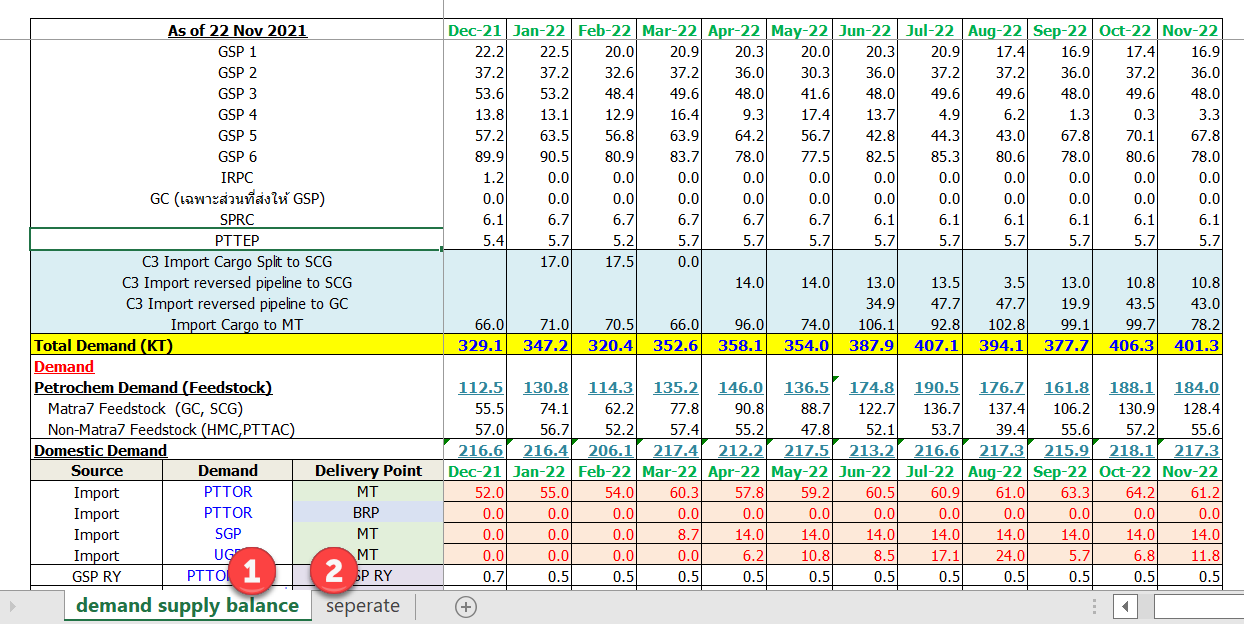 As of 22 Nov 2021 Dec-21 Jan-22 Feb-22 Mar-22 Apr-22 May-22 Jun-22 Jul-22 Aug-22 Sep-22 Oct-22 Nov-22
GSP 1 22.2 22.5 20.0 20.9 20.3 20.0 20.3 20.9 17.4 16.9 17.4 16.9
GSP 2 37.2 37.2 32.6 37.2 36.0 30.3 36.0 37.2 37.2 36.0 37.2 36.0
GSP 3 53.6 53.2 48.4 49.6 48.0 41.6 48.0 49.6 49.6 48.0 49.6 48.0
GSP 4 13.8 13.1 12.9 16.4 9.3 17.4 13.7 4.9 6.2 1.3 0.3 3.3
GSP 5 57.2 63.5 56.8 63.9 64.2 56.7 42.8 44.3 43.0 67.8 70.1 67.8
GSP 6 89.9 90.5 80.9 83.7 78.0 77.5 82.5 85.3 80.6 78.0 80.6 78.0
IRPC 1.2 0.0 0.0 0.0 0.0 0.0 0.0 0.0 0.0 0.0 0.0 0.0
GC (เฉพาะส่วนที่ส่งให้ GSP) 0.0 0.0 0.0 0.0 0.0 0.0 0.0 0.0 0.0 0.0 0.0 0.0
SPRC 6.1 6.7 6.7 6.7 6.7 6.7 6.1 6.1 6.1 6.1 6.1 6.1
PTTEP 5.4 5.7 5.2 5.7 5.7 5.7 5.7 5.7 5.7 5.7 5.7 5.7
C3 Import Cargo Split to SCG 17.0 17.5 0.0
C3 Import reversed pipeline to SCG 14.0 14.0 13.0 13.5 3.5 13.0 10.8 10.8
C3 Import reversed pipeline to GC 34.9 47.7 47.7 19.9 43.5 43.0
Import Cargo to MT 66.0 71.0 70.5 66.0 96.0 74.0 106.1 92.8 102.8 99.1 99.7 78.2
Total Demand (KT) 329.1 347.2 320.4 352.6 358.1 354.0 387.9 407.1 394.1 377.7 406.3 401.3
Demand
Petrochem Demand (Feedstock) 112.5 130.8 114.3 135.2 146.0 136.5 174.8 190.5 176.7 161.8 188.1 184.0
Matra7 Feedstock (GC, SCG) 55.5 74.1 62.2 77.8 90.8 88.7 122.7 136.7 137.4 106.2 130.9 128.4
Non-Matra7 Feedstock (HMC,PTTAC) 57.0 56.7 52.2 57.4 55.2 47.8 52.1 53.7 39.4 55.6 57.2 55.6
Domestic Demand 216.6 216.4 206.1 217.4 212.2 217.5 213.2 216.6 217.3 215.9 218.1 217.3
Source Demand Delivery Point Dec-21 Jan-22 Feb-22 Mar-22 Apr-22 May-22 Jun-22 Jul-22 Aug-22 Sep-22 Oct-22 Nov-22
Import PTTOR MT 52.0 55.0 54.0 60.3 57.8 59.2 60.5 60.9 61.0 63.3 64.2 61.2
Import PTTOR BRP 0.0 0.0 0.0 0.0 0.0 0.0 0.0 0.0 0.0 0.0 0.0 0.0
Import SGP MT 0.0 0.0 0.0 8.7 14.0 14.0 14.0 14.0 14.0 14.0 14.0 14.0
Import MT 0.0 0.0 0.0 0.0 6.2 10.8 8.5 17.1 24.0 5.7 6.8 11.8
GSP RY RY 0.7 0.5 0.5 0.5 0.5 0.5 0.5 0.5 0.5 0.5 0.5 0.5
1 2
demand supply balance seperate